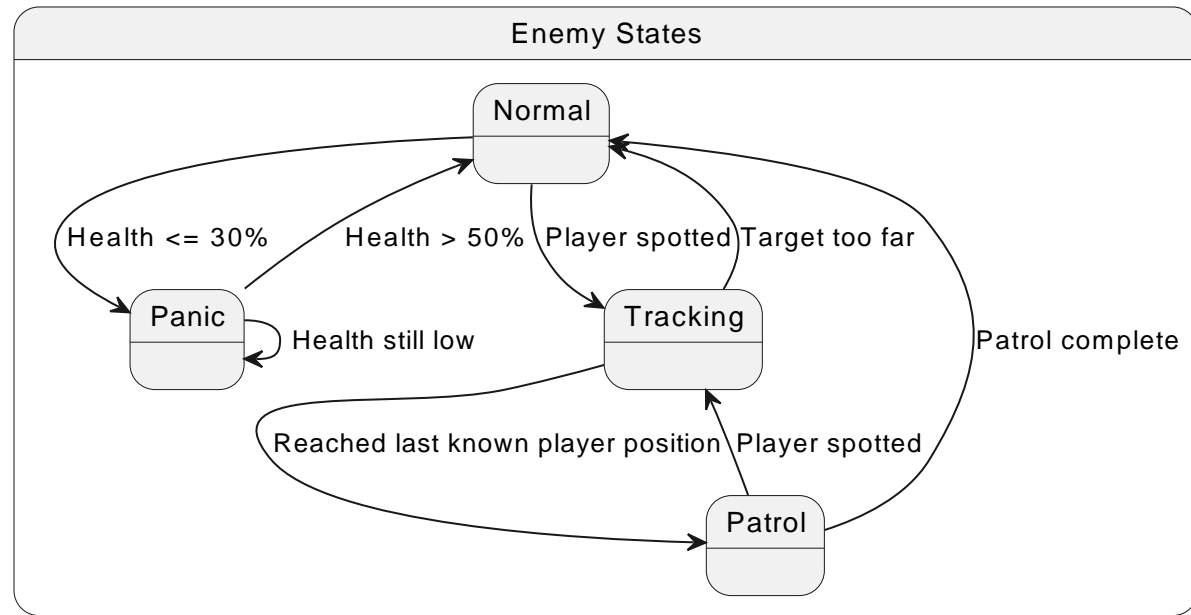 Enemy States
Normal
Health <= 30%
Health > 50%
Player spotted
Target too far
Panic
Tracking
Health still low
Patrol complete
Reached last known player position
Player spotted
Patrol